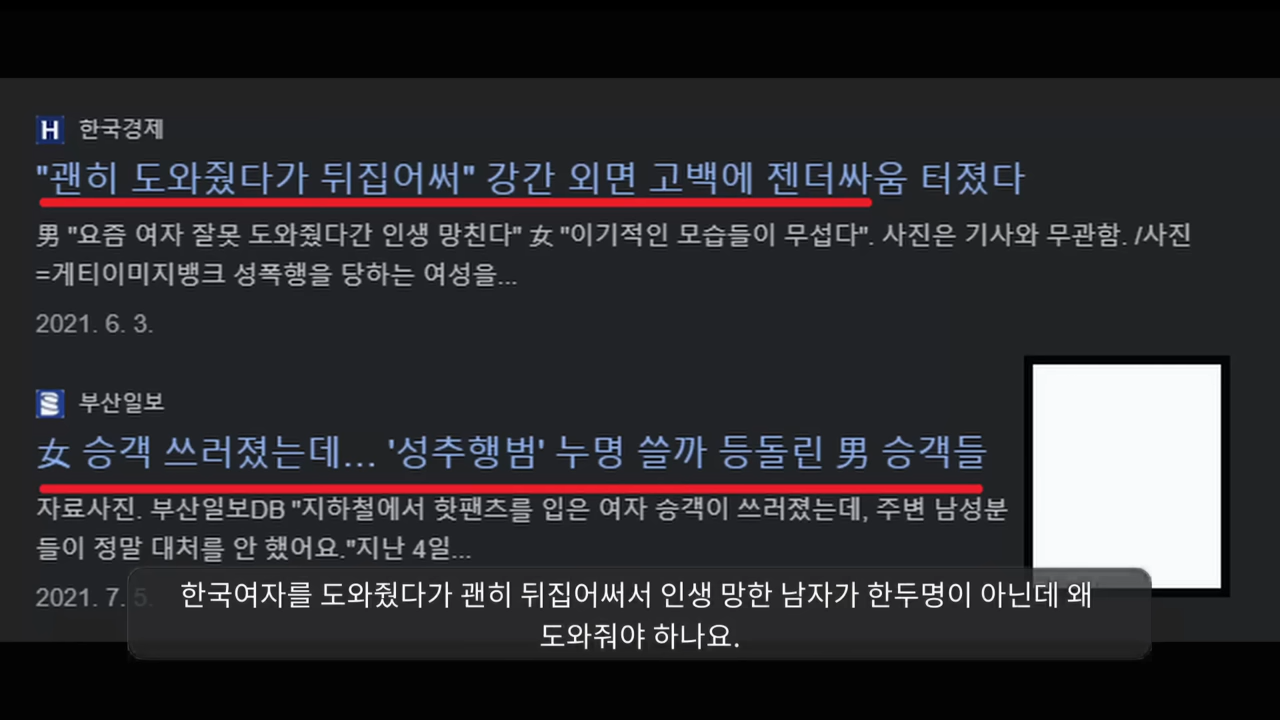 H 한국경제
"괜히 도와줬다가 뒤집어써" 강간 외면 고백에 젠더싸움 터졌다
男 "요즘 여자 잘못 도와줬다간 인생 망친다" 女 "이기적인 모습들이 무섭다". 사진은 기사와 무관함. /사진
=게티이미지뱅크 성폭행을 당하는 여성을...
2021. 6. 3.
부산일보
女 승객 쓰러졌는데... '성추행범' 누명 쓸까 등돌린 男 승객들
자료사진. 부산일보DB "지하철에서 핫팬츠를 입은 여자 승객이 쓰러졌는데, 주변 남성분
들이 정말 대처를 안 했어요."지난 4일...
2021. 7. 5.
한국여자를 도와줬다가 괜히 뒤집어써서 인생 망한 남자가 한두명이 아닌데 왜
도와줘야 하나요.